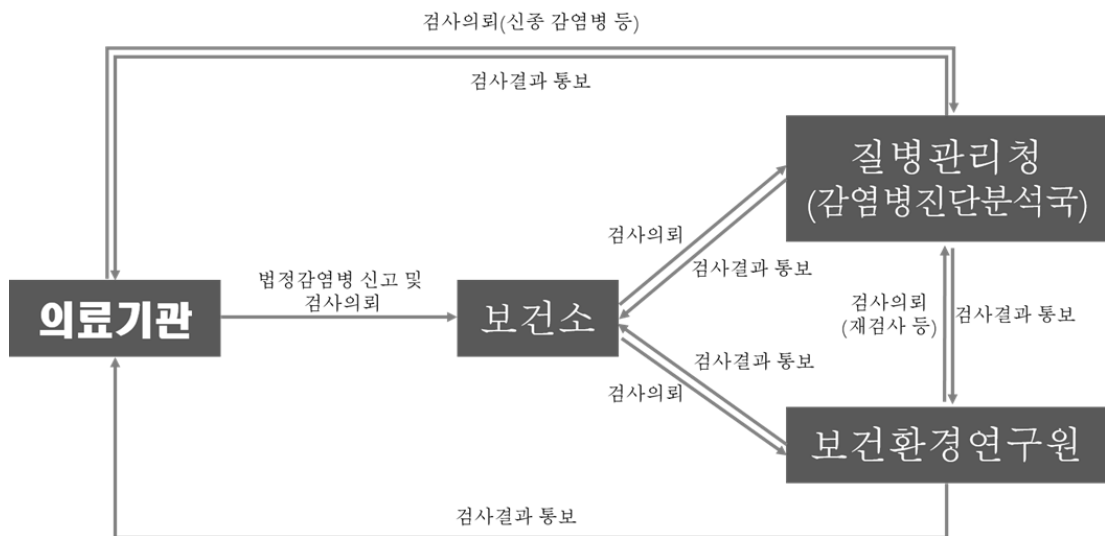 검사의뢰(신종 감염병 등)
검사결과 통보
질병관리청
(감염병진단분석국)
검사의뢰
검사결과 통보
법정감염병 신고 및
검사의뢰
의료기관
보건소
검사의뢰
(재검사 등)
검사결과 통보
검사결과 통보
검사의뢰
보건환경연구원
검사결과 통보